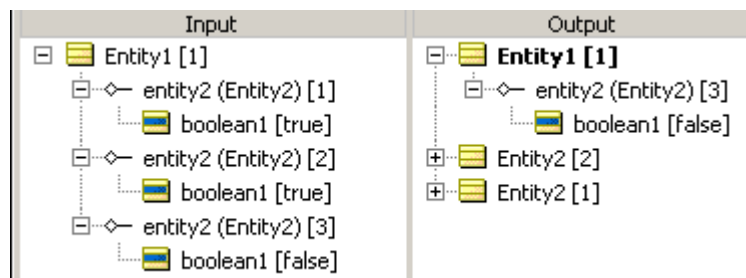 Input
Entity1 [1]
entity2 (Entity2) [1]
boolean1 [true]
entity2 (Entity2) [2]
boolean1 [true]
entity2 (Entity2) [3]
boolean1 [false]
Output
Entity1 [1]
entity2 (Entity2) [3]
boolean1 [false]
Entity2 [2]
Entity2 [1]